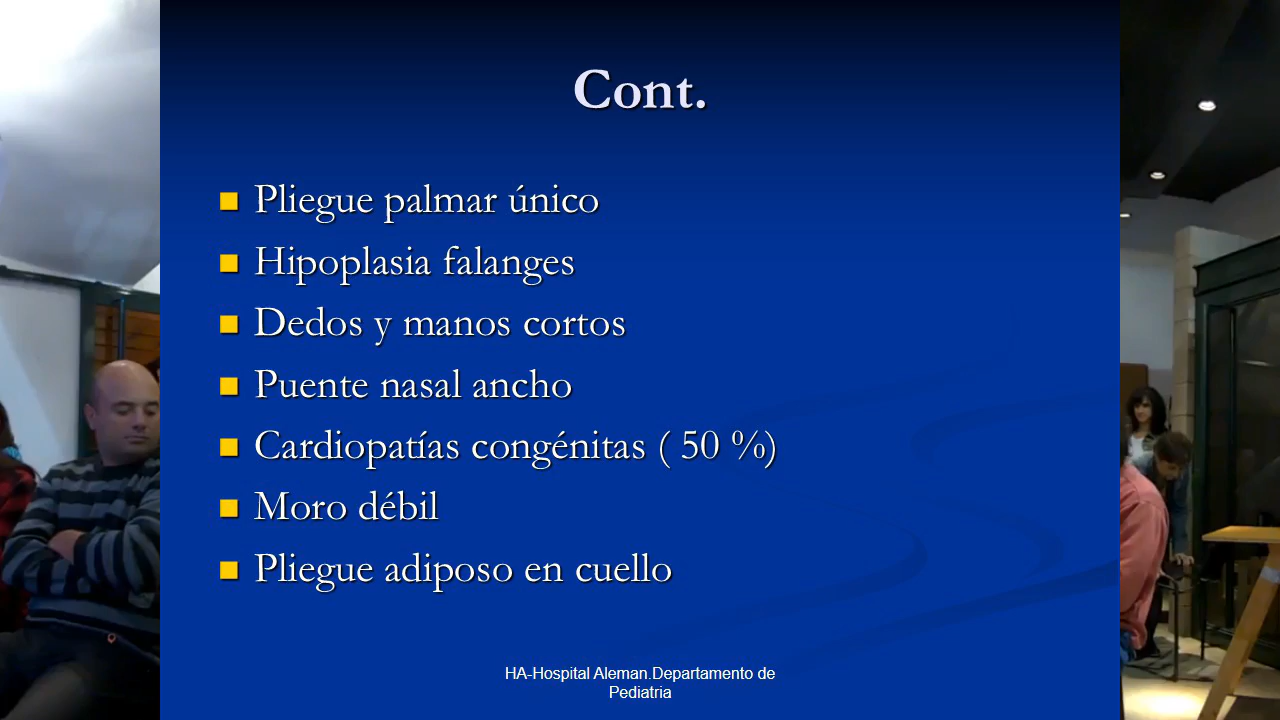 Cont.
Pliegue palmar único
Hipoplasia falanges
Dedos y manos cortos
Puente nasal ancho
Cardiopatías congénitas ( 50 %)
Moro débil
Pliegue adiposo en cuello
HA-Hospital Aleman.Departamento de
Pediatria